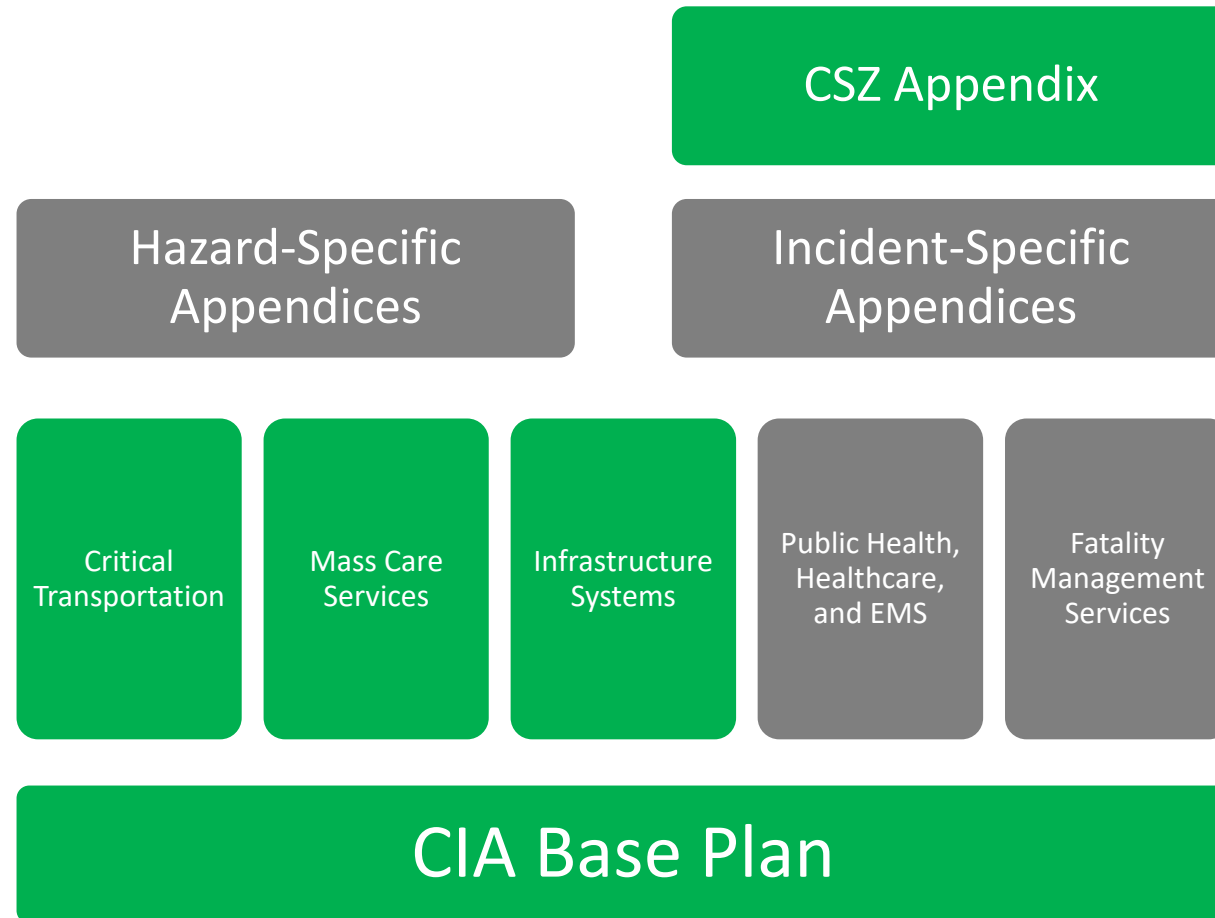 CSZ Appendix
Hazard-Specific
Appendices
Incident-Specific
Appendices
Critical
Transportation
Mass Care
Services
Infrastructure
Systems
Public Health,
Healthcare,
and EMS
Fatality
Management
Services
CIA Base Plan